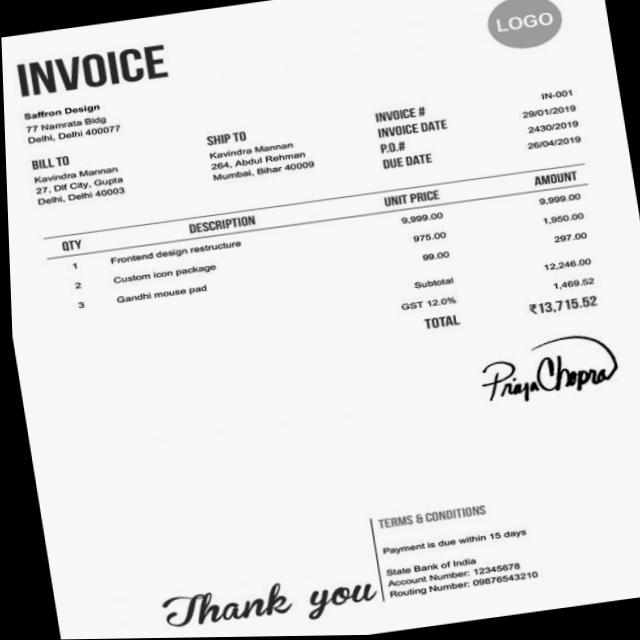 LOGO
INVOICE
Saffron Design
77 Namrata Bldg
Delhi, Delhi 400077
BILL TO
Kavindra Mannan
27, Dlf City, Gupta
Delhi, Delhi 40003
SHIP TO
Kavindra Mannan
264, Abdul Rehman
Mumbai, Bihar 40009
INVOICE # IN-001
INVOICE DATE 29/01/2019
P.O.# 2430/2019
DUE DATE 26/04/2019
QTY DESCRIPTION UNIT PRICE AMOUNT
1 Frontend design restructure 9,999.00 9,999.00
2 Custom icon package 975.00 1,950.00
3 Gandhi mouse pad 99.00 297.00
Subtotal 12,246.00
GST 12.0% 1,469.52
TOTAL ₹13,715.52
Priya Chopra
TERMS & CONDITIONS
Payment is due within 15 days
State Bank of India
Account Number: 12345678
Routing Number: 09876543210
Thank you